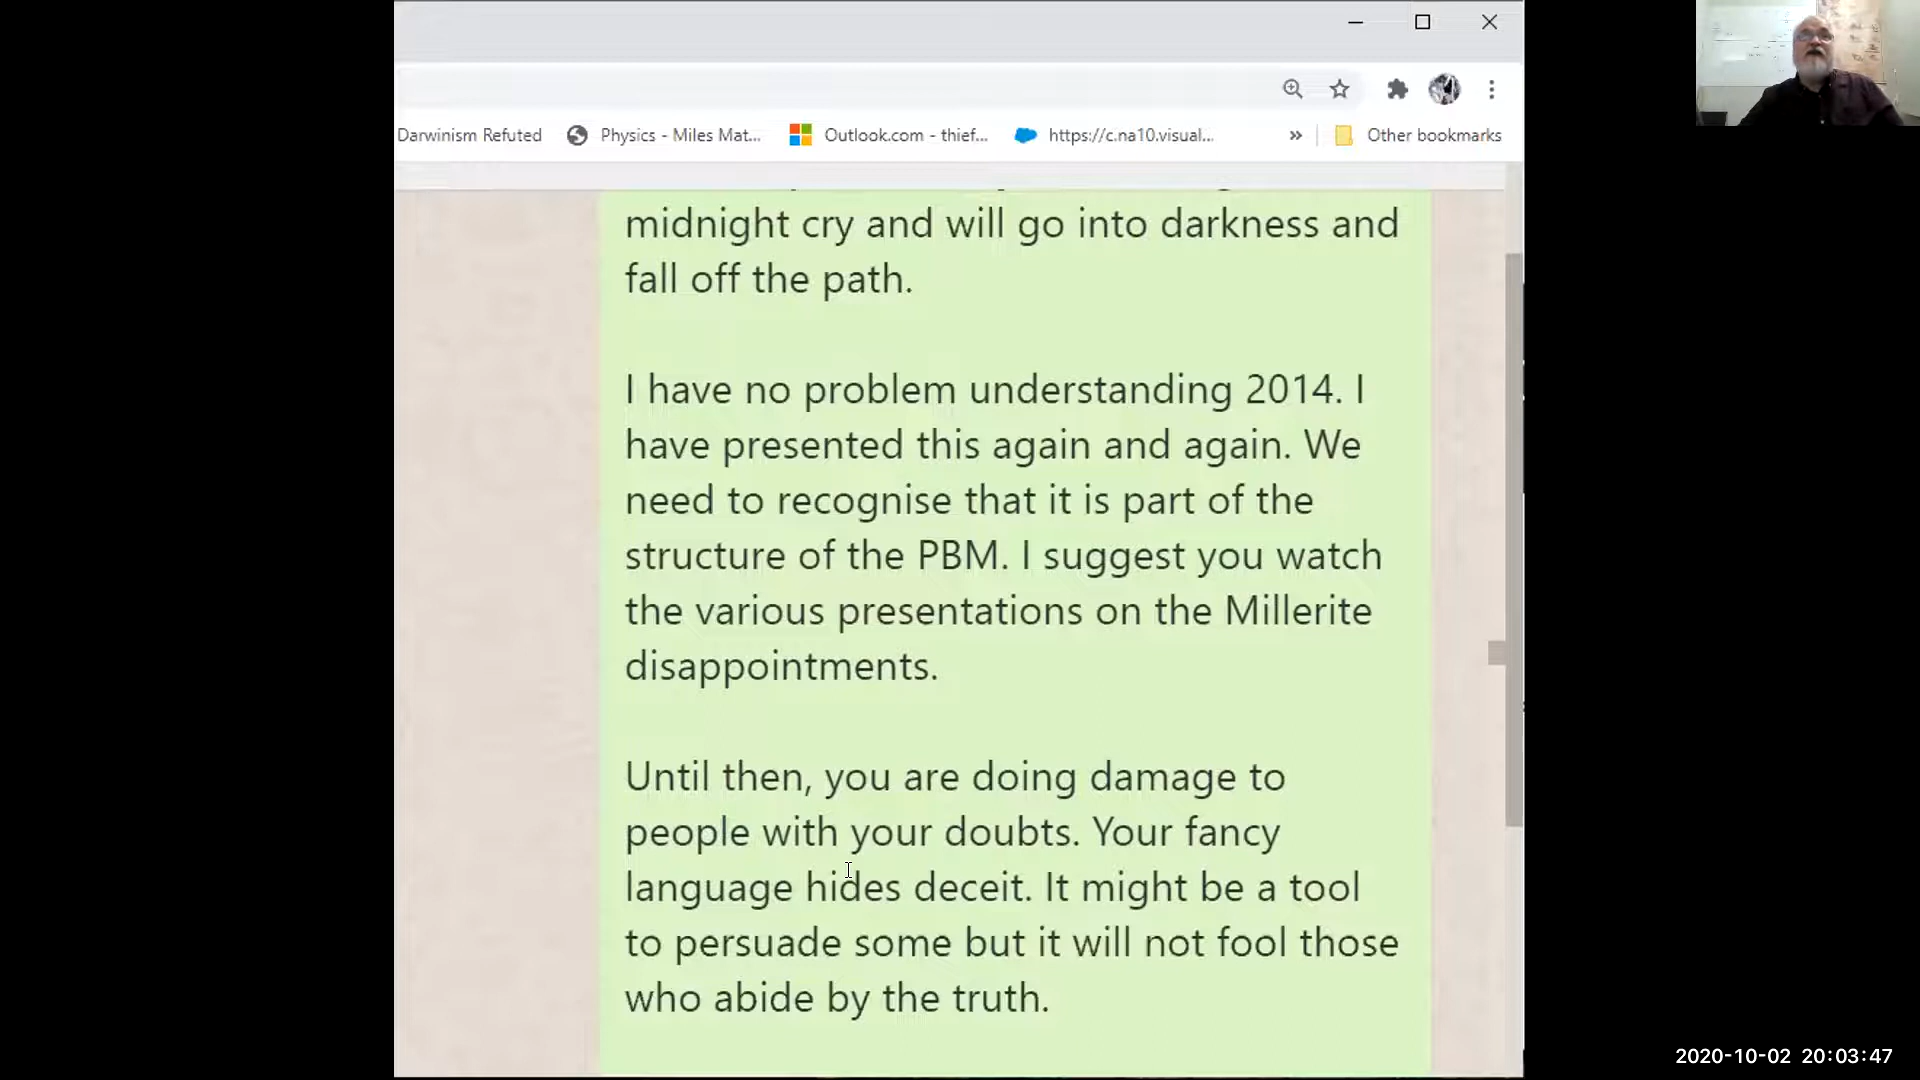 Darwinism Refuted Physics - Miles Mat... Outlook.com - thief... https://c.na10.visual... » Other bookmarks
midnight cry and will go into darkness and
fall off the path.
I have no problem understanding 2014. I
have presented this again and again. We
need to recognise that it is part of the
structure of the PBM. I suggest you watch
the various presentations on the Millerite
disappointments.
Until then, you are doing damage to
people with your doubts. Your fancy
language hides deceit. It might be a tool
to persuade some but it will not fool those
who abide by the truth.
2020-10-02 20:03:47